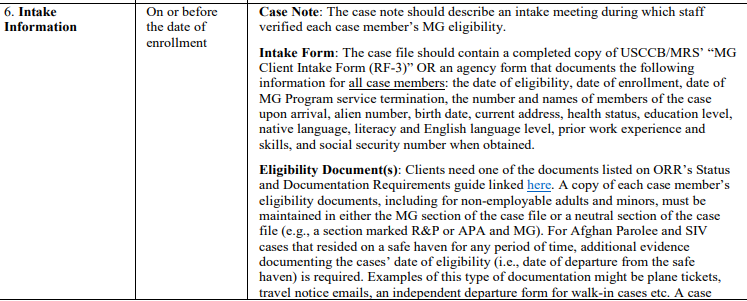 6. Intake
Information
On or before
the date of
enrollment
Case Note: The case note should describe an intake meeting during which staff
verified each case member’s MG eligibility.
Intake Form: The case file should contain a completed copy of USCCB/MRS’ “MG
Client Intake Form (RF-3)” OR an agency form that documents the following
information for all case members: the date of eligibility, date of enrollment, date of
MG Program service termination, the number and names of members of the case
upon arrival, alien number, birth date, current address, health status, education level,
native language, literacy and English language level, prior work experience and
skills, and social security number when obtained.
Eligibility Document(s): Clients need one of the documents listed on ORR’s Status
and Documentation Requirements guide linked here. A copy of each case member’s
eligibility documents, including for non-employable adults and minors, must be
maintained in either the MG section of the case file or a neutral section of the case
file (e.g., a section marked R&P or APA and MG). For Afghan Parolee and SIV
cases that resided on a safe haven for any period of time, additional evidence
documenting the cases’ date of eligibility (i.e., date of departure from the safe
haven) is required. Examples of this type of documentation might be plane tickets,
travel notice emails, an independent departure form for walk-in cases etc. A case